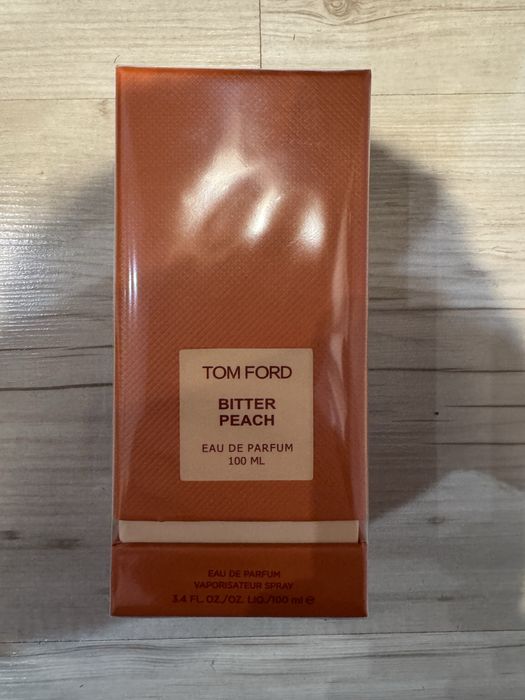 TOM FORD
BITTER
PEACH
EAU DE PARFUM
100 ML
EAU DE PARFUM
VAPORISATEUR SPRAY
3.4 FL. OZ./OZ. LIQ./100 ml ℮